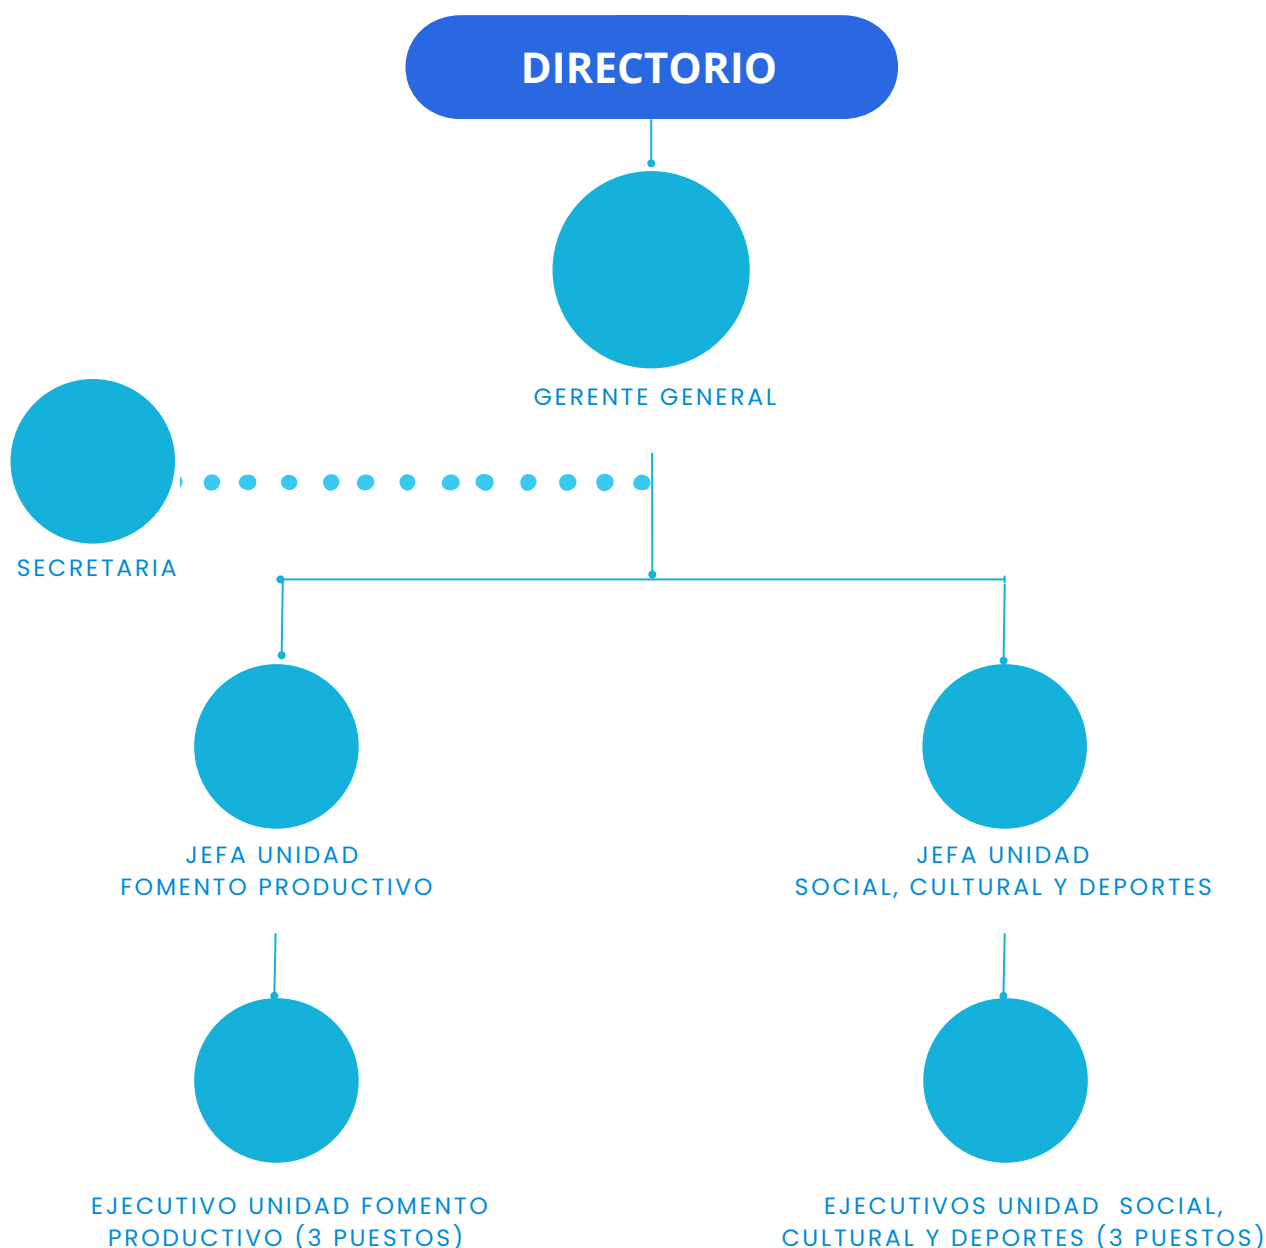 DIRECTORIO
GERENTE GENERAL
SECRETARIA
JEFA UNIDAD
FOMENTO PRODUCTIVO
JEFA UNIDAD
SOCIAL, CULTURAL Y DEPORTES
EJECUTIVO UNIDAD FOMENTO
PRODUCTIVO (3 PUESTOS)
EJECUTIVOS UNIDAD SOCIAL,
CULTURAL Y DEPORTES (3 PUESTOS)